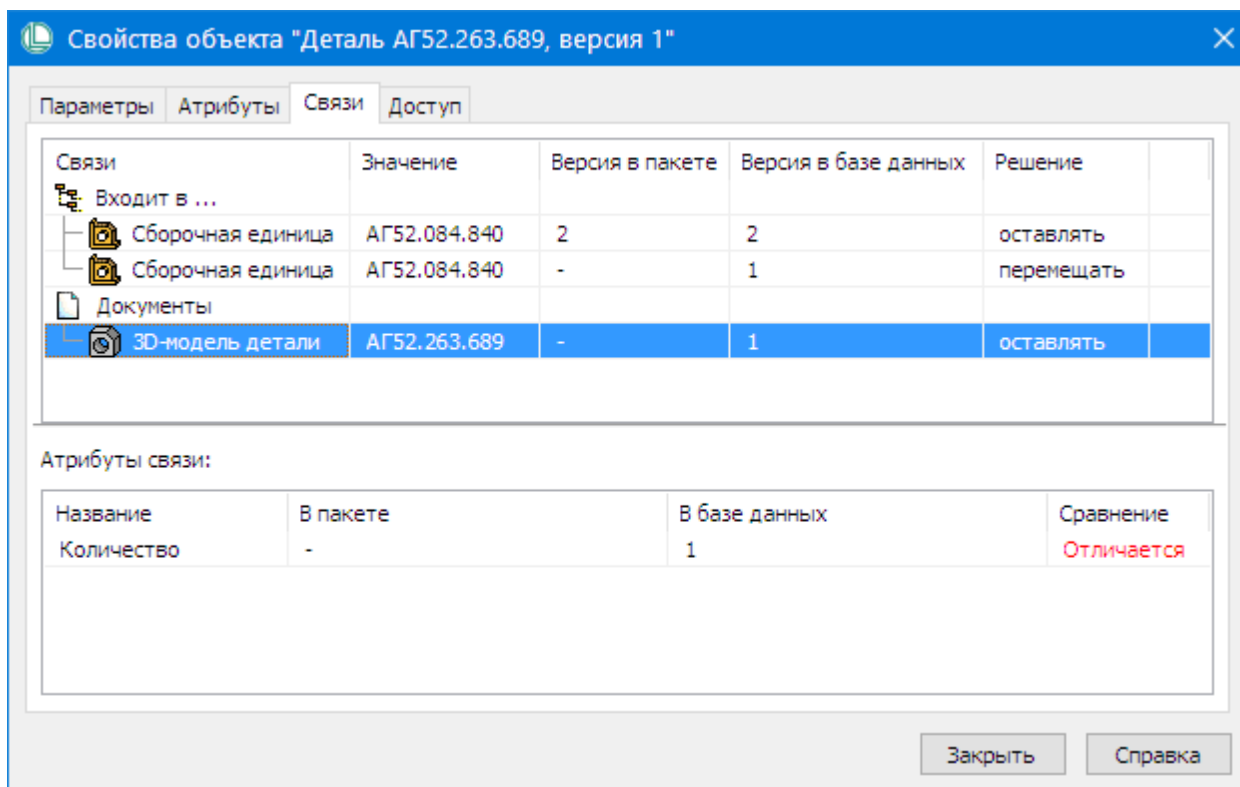 Свойства объекта "Деталь АГ52.263.689, версия 1"
Параметры Атрибуты Связи Доступ
Связи Значение Версия в пакете Версия в базе данных Решение
Входит в ...
Сборочная единица АГ52.084.840 2 2 оставлять
Сборочная единица АГ52.084.840 - 1 перемещать
Документы
3D-модель детали АГ52.263.689 - 1 оставлять
Атрибуты связи:
Название В пакете В базе данных Сравнение
Количество - 1 Отличается
Закрыть Справка